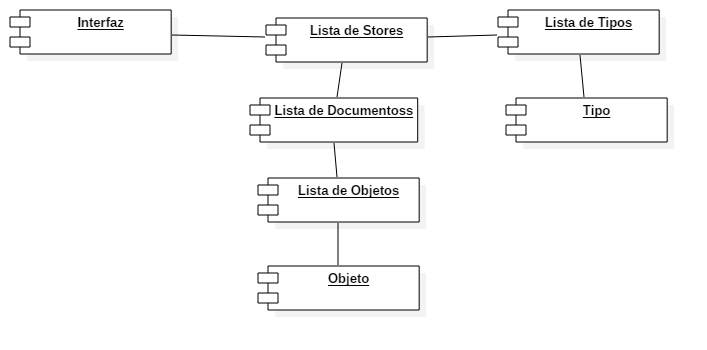 Interfaz
Lista de Stores
Lista de Tipos
Lista de Documentoss
Tipo
Lista de Objetos
Objeto